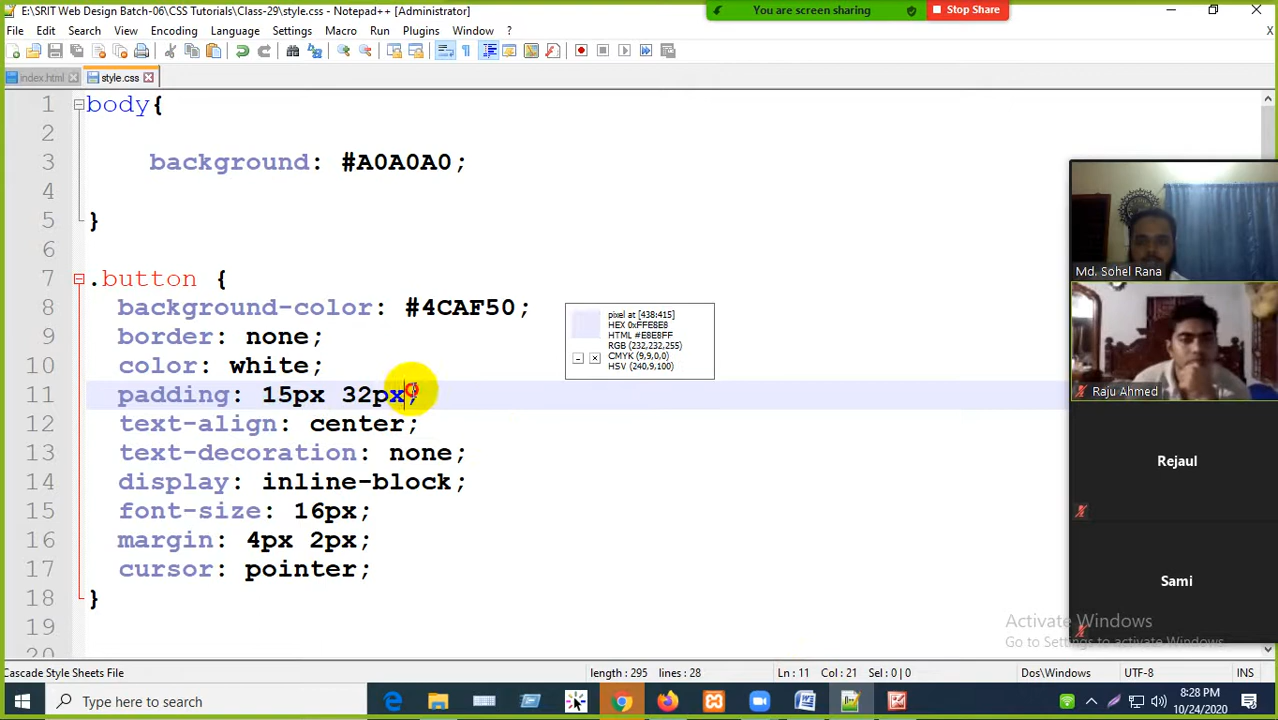 E:\SRIT Web Design Batch-06\CSS Tutorials\Class-29\style.css - Notepad++ [Administrator]
You are screen sharing
Stop Share
File Edit Search View Encoding Language Settings Macro Run Plugins Window ?
X
index.html
style.css
1 body{
2
3 background: #A0A0A0;
4
5 }
6
7 .button {
8 background-color: #4CAF50;
9 border: none;
10 color: white;
11 padding: 15px 32px;
12 text-align: center;
13 text-decoration: none;
14 display: inline-block;
15 font-size: 16px;
16 margin: 4px 2px;
17 cursor: pointer;
18 }
19
20
pixel at [438:415]
HEX 0xFFE8E8
HTML #E8E8FF
RGB (232,232,255)
CMYK (9,9,0,0)
HSV (240,9,100)
Md. Sohel Rana
Raju Ahmed
Rejaul
Sami
Activate Windows
Go to Settings to activate Windows.
Cascade Style Sheets File
length : 295 lines : 28
Ln : 11 Col : 21 Sel : 0 | 0
Dos\Windows
UTF-8
INS
Type here to search
8:28 PM
10/24/2020